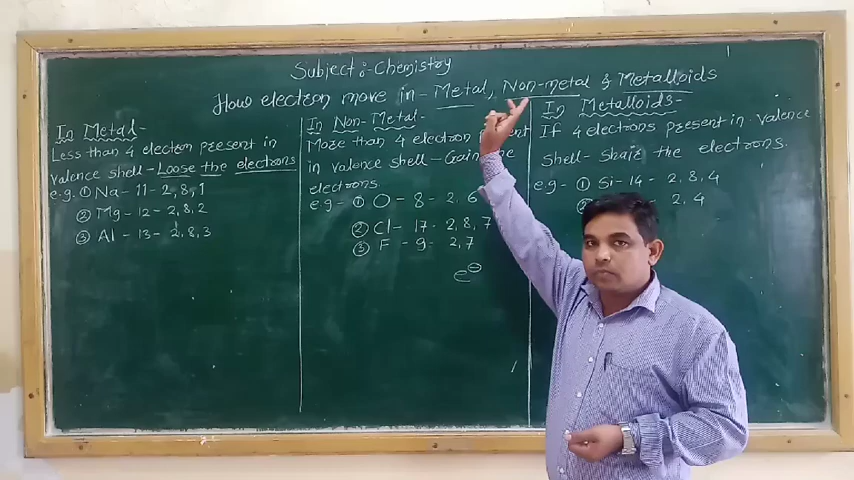 Subject :- Chemistry
How electron move in - Metal, Non-metal & Metalloids
In Metal -
Less than 4 electron present in
valence shell - Loose the electrons
e.g. ① Na - 11 - 2, 8, 1
② Mg - 12 - 2, 8, 2
③ Al - 13 - 2, 8, 3
In Non-Metal -
More than 4 electron
in valence shell - Gain the
electrons.
e.g - ① O - 8 - 2, 6
② Cl - 17 - 2, 8, 7
③ F - 9 - 2, 7
e⊖
In Metalloids -
If 4 electrons present in valence
shell - Share the electrons.
e.g - ① Si - 14 - 2, 8, 4
② 2, 4